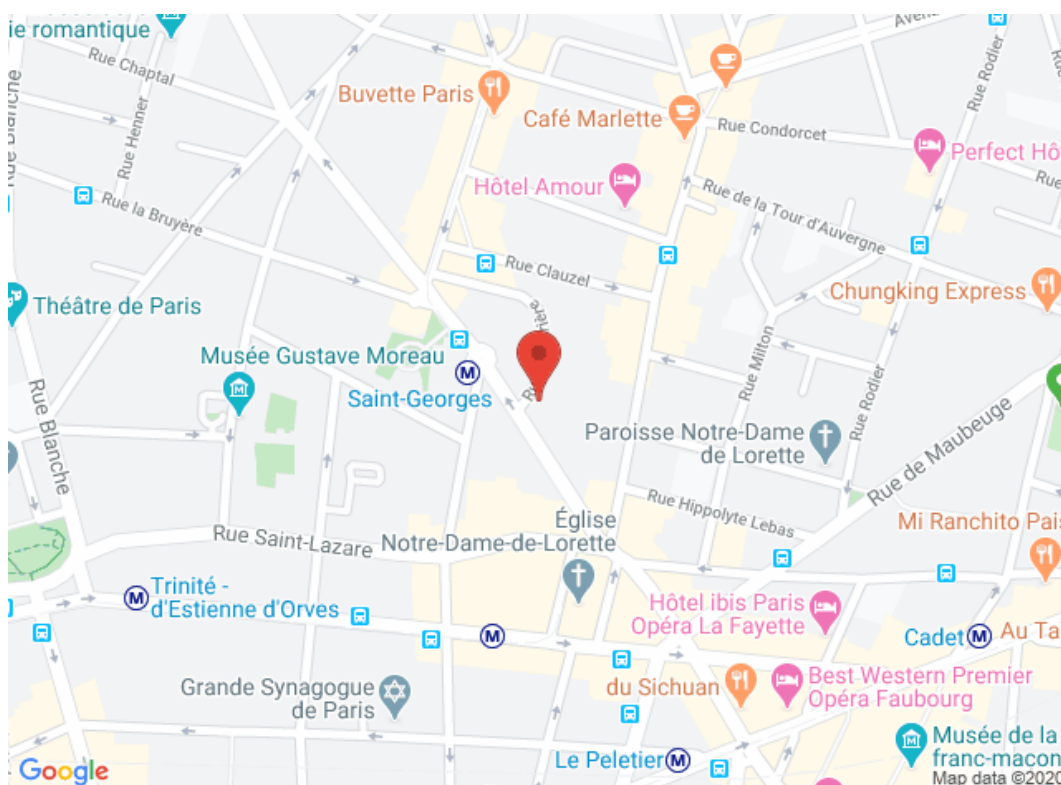 ie romantique
Rue Chaptal
Rue Blanche
Rue Henner
Buvette Paris
Café Marlette
Aven
Rue Rodier
Rue Condorcet
Perfect Hô
Rue
Hôtel Amour
Rue de la Tour d'Auvergne
Rue la Bruyère
Rue Clauzel
Chungking Express
Théâtre de Paris
Musée Gustave Moreau
Saint-Georges
Rue Milton
Rue Rodier
Rue Blanche
Paroisse Notre-Dame
de Lorette
Rue de Maubeuge
Rue Hippolyte Lebas
Mi Ranchito Pais
Rue Saint-Lazare
Église
Notre-Dame-de-Lorette
Trinité -
d'Estienne d'Orves
Hôtel ibis Paris
Opéra La Fayette
Cadet
Au Ta
Grande Synagogue
de Paris
du Sichuan
Best Western Premier
Opéra Faubourg
Le Peletier
Musée de la
franc-maçon
Google
Map data ©2020